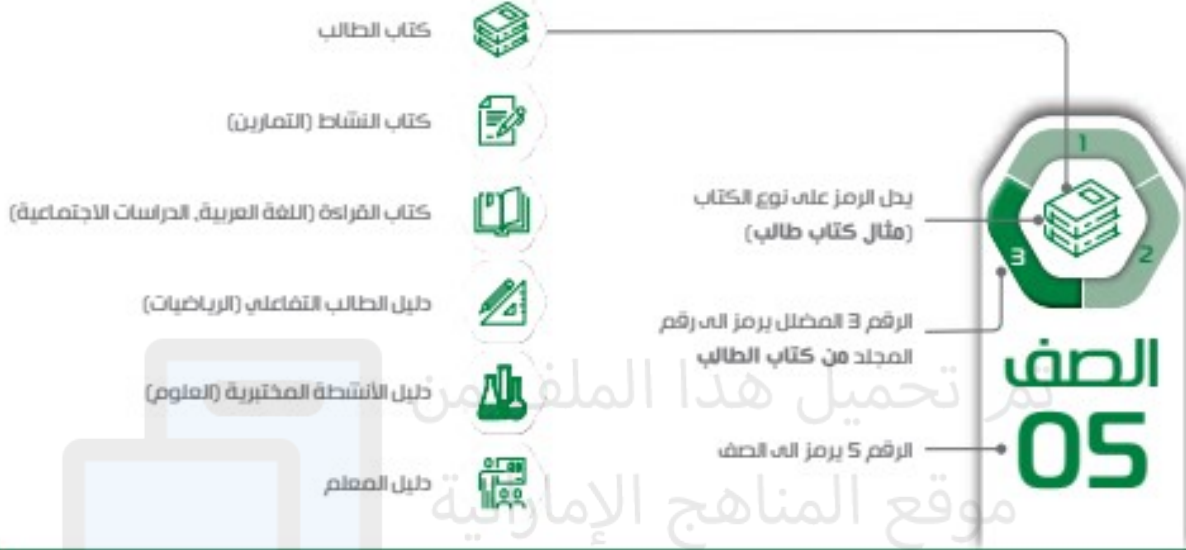 1
2
3
الصف
05
يدل الرمز على نوع الكتاب
(مثال كتاب طالب)
الرقم 3 المضلل يرمز الى رقم
المجلد من كتاب الطالب
الرقم 5 يرمز الى الصف
كتاب الطالب
كتاب النشاط (التمارين)
كتاب القراءة (اللغة العربية, الدراسات الاجتماعية)
دليل الطالب التفاعلي (الرياضيات)
دليل الأنشطة المختبرية (العلوم)
دليل المعلم
تم تحميل هذا الملف من
موقع المناهج الإماراتية